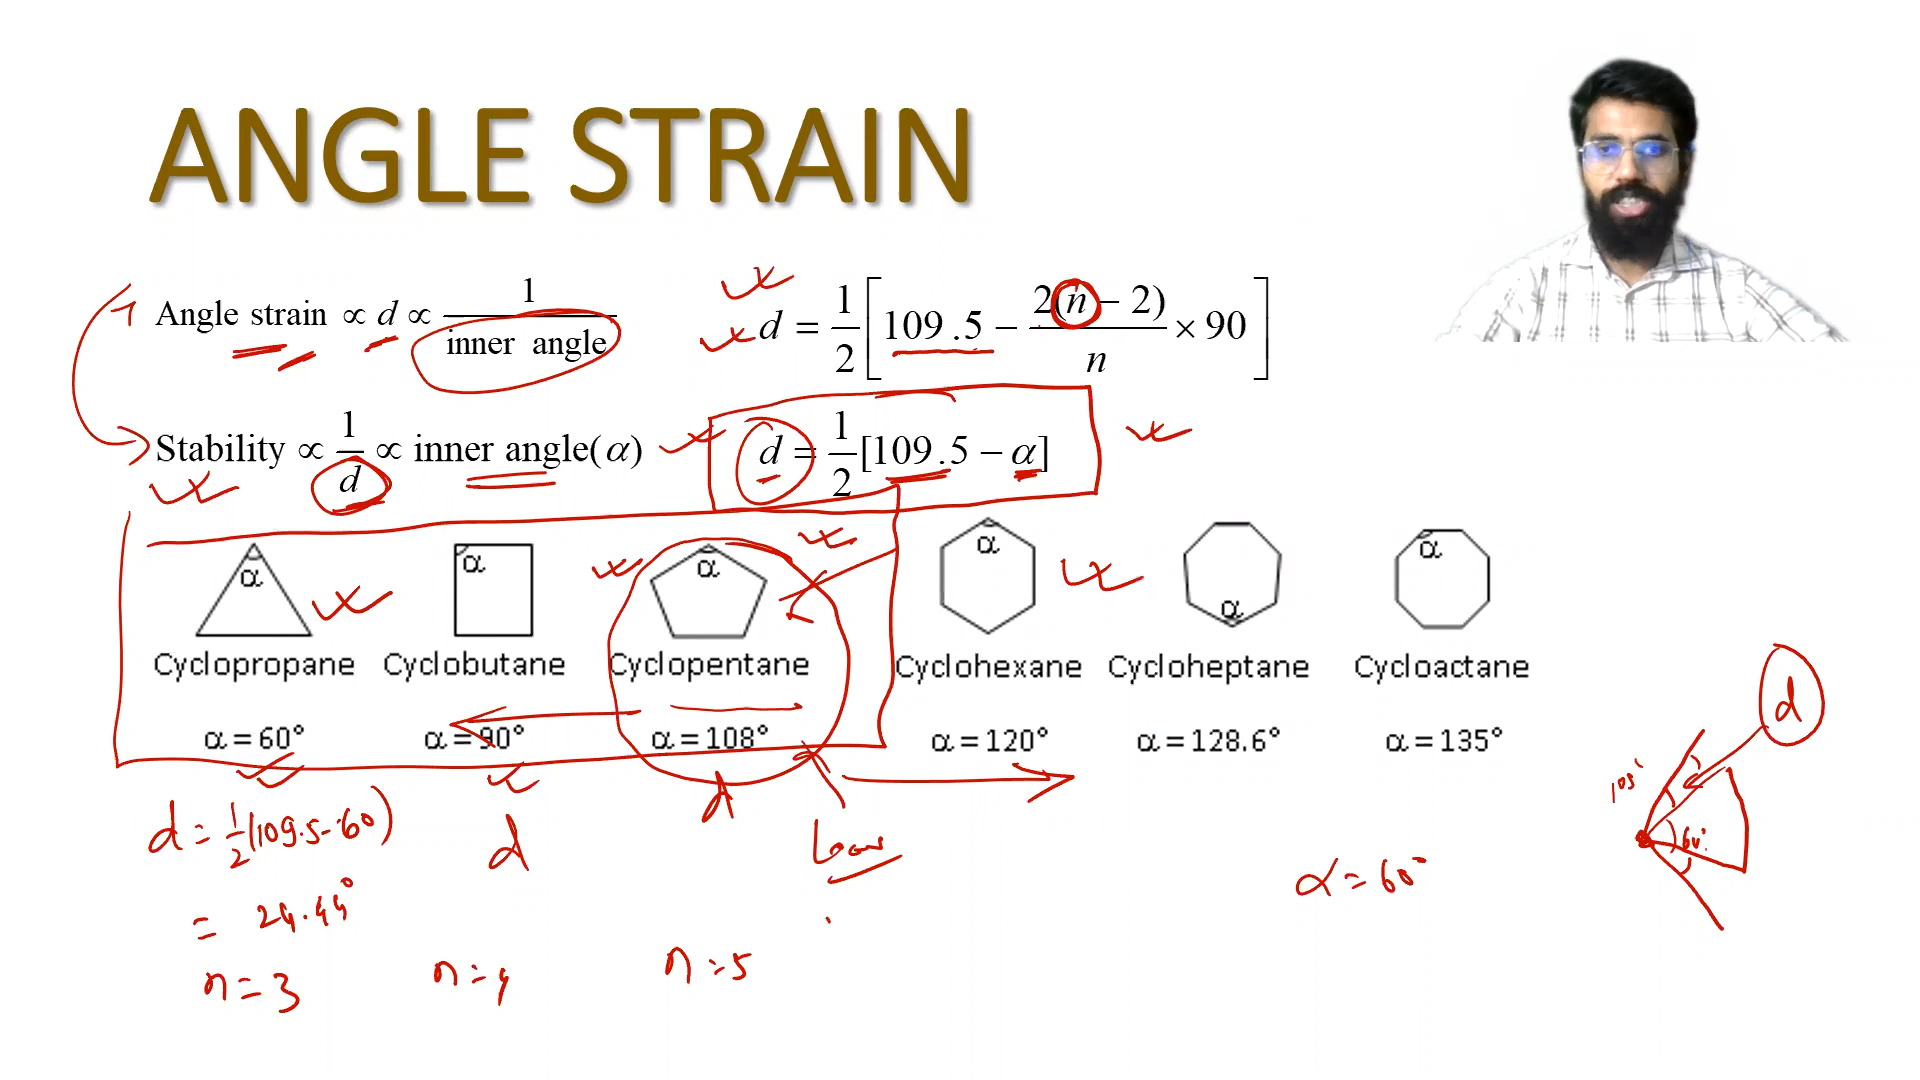 ANGLE STRAIN
Angle strain ∝ d ∝ 1/inner angle
d = 1/2 [109.5 − 2(n − 2)/n × 90]
Stability ∝ 1/d ∝ inner angle(α)
d = 1/2 [109.5 − α]
α α α α α α
Cyclopropane Cyclobutane Cyclopentane Cyclohexane Cycloheptane Cycloactane
α = 60° α = 90° α = 108° α = 120° α = 128.6° α = 135°
d = 1/2 (109.5 - 60)
d
d
d
= 24.44°
α = 60°
60°
n = 3
n = 4
n = 5